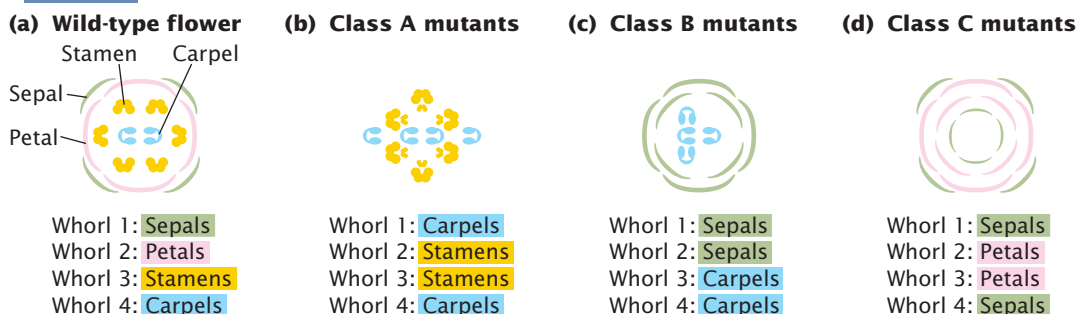 (a) Wild-type flower
Stamen Carpel
Sepal
Petal
Whorl 1: Sepals
Whorl 2: Petals
Whorl 3: Stamens
Whorl 4: Carpels
(b) Class A mutants
Whorl 1: Carpels
Whorl 2: Stamens
Whorl 3: Stamens
Whorl 4: Carpels
(c) Class B mutants
Whorl 1: Sepals
Whorl 2: Sepals
Whorl 3: Carpels
Whorl 4: Carpels
(d) Class C mutants
Whorl 1: Sepals
Whorl 2: Petals
Whorl 3: Petals
Whorl 4: Sepals